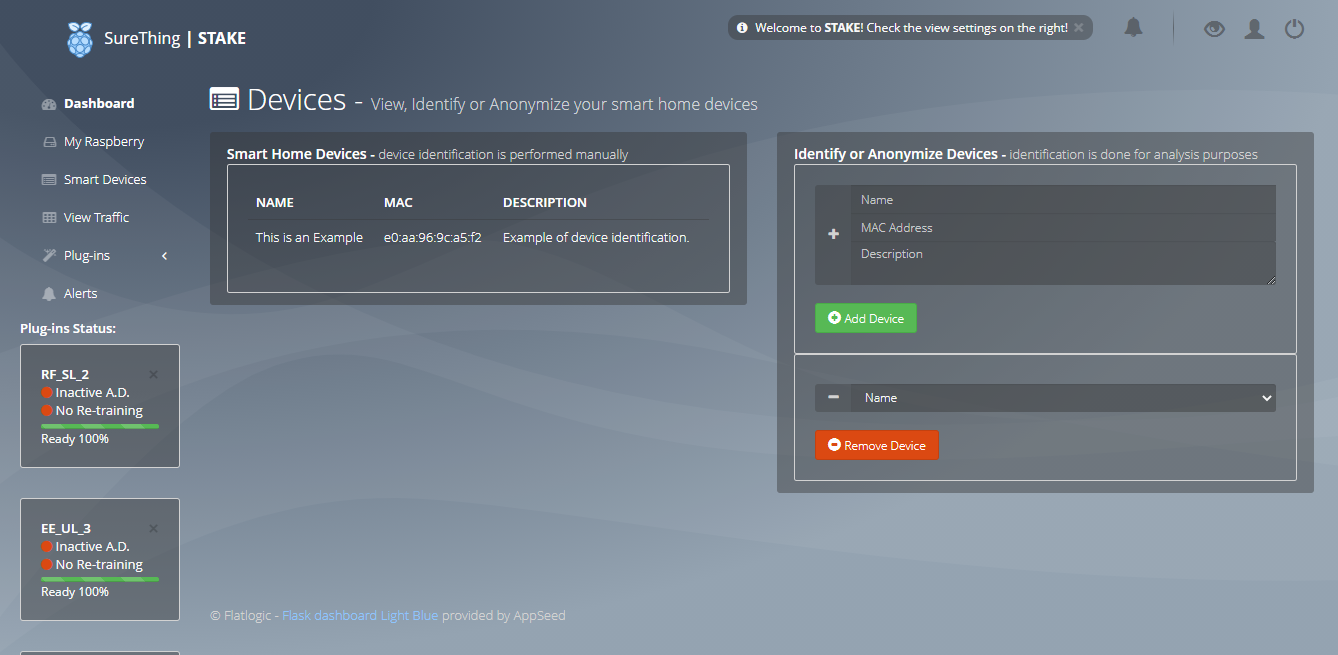 SureThing | STAKE
Welcome to STAKE! Check the view settings on the right! ×
Dashboard
My Raspberry
Smart Devices
View Traffic
Plug-ins
Alerts
Plug-ins Status:
RF_SL_2 ×
Inactive A.D.
No Re-training
Ready 100%
EE_UL_3 ×
Inactive A.D.
No Re-training
Ready 100%
Devices - View, Identify or Anonymize your smart home devices
Smart Home Devices - device identification is performed manually
NAME MAC DESCRIPTION
This is an Example e0:aa:96:9c:a5:f2 Example of device identification.
Identify or Anonymize Devices - identification is done for analysis purposes
Name
MAC Address
Description
Add Device
Name
Remove Device
© Flatlogic - Flask dashboard Light Blue provided by AppSeed